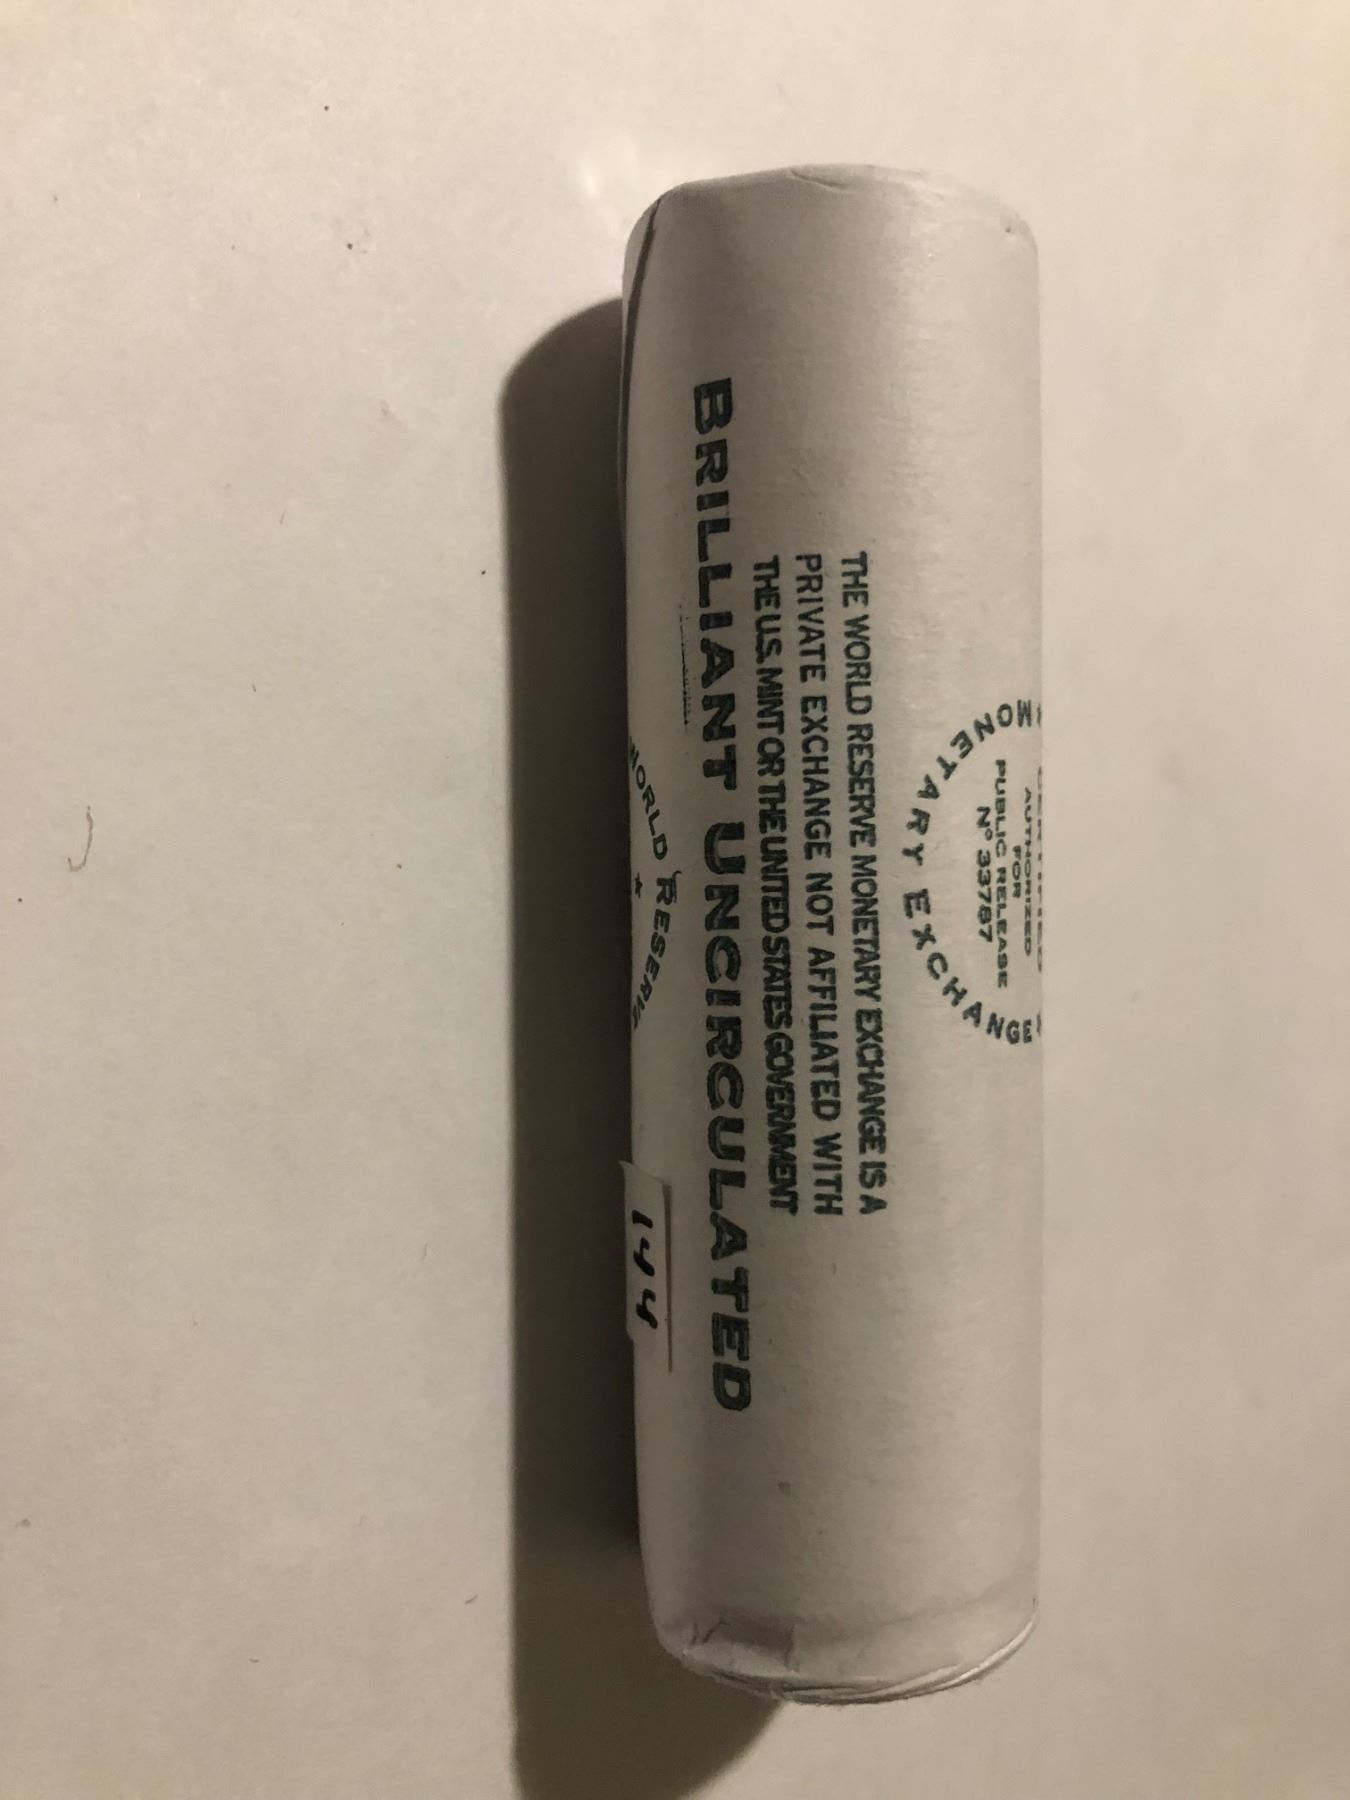 MONETARY EXCHANGE
AUTHORIZED
FOR
PUBLIC RELEASE
Nº 33787
THE WORLD RESERVE MONETARY EXCHANGE IS A
PRIVATE EXCHANGE NOT AFFILIATED WITH
THE U.S. MINT OR THE UNITED STATES GOVERNMENT
BRILLIANT UNCIRCULATED
WORLD RESERVE
144